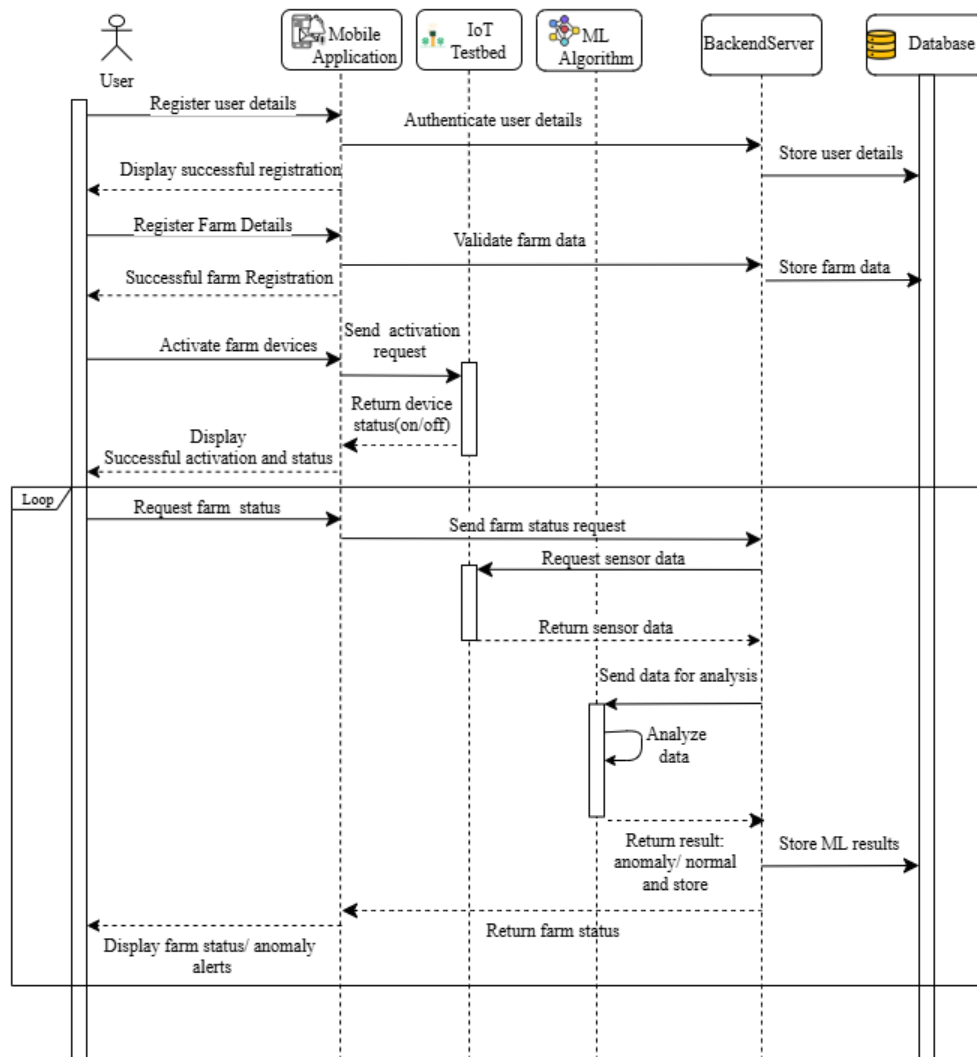 User
Mobile
Application
IoT
Testbed
ML
Algorithm
BackendServer
Database
Register user details
Authenticate user details
Store user details
Display successful registration
Register Farm Details
Validate farm data
Store farm data
Successful farm Registration
Send activation
request
Activate farm devices
Return device
status(on/off)
Display
Successful activation and status
Loop
Request farm status
Send farm status request
Request sensor data
Return sensor data
Send data for analysis
Analyze
data
Return result:
anomaly/ normal
and store
Store ML results
Return farm status
Display farm status/ anomaly
alerts